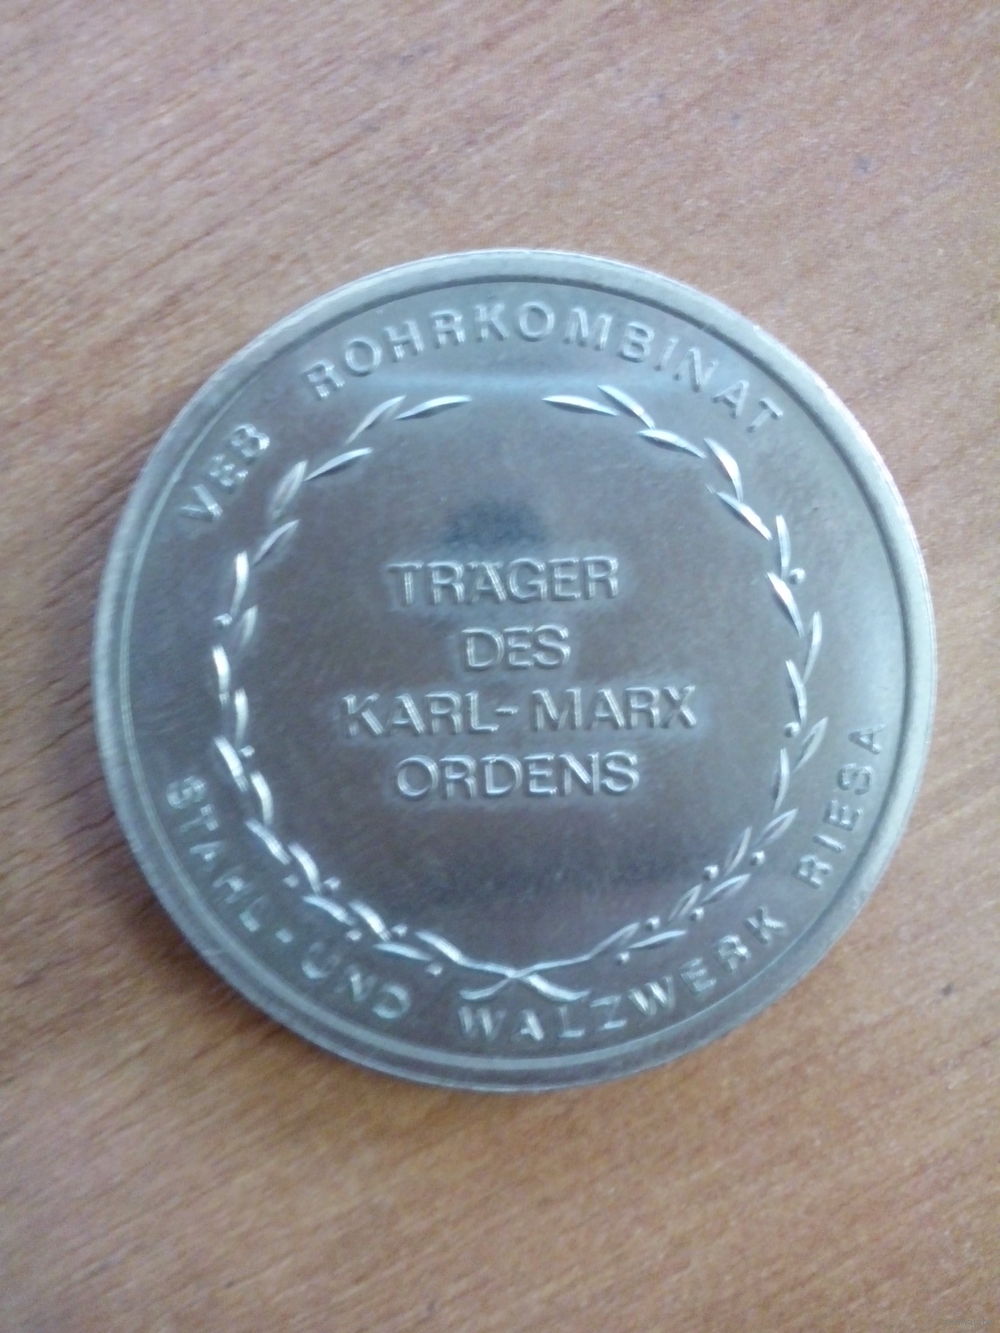 VEB ROHRKOMBINAT
TRÄGER
DES
KARL-MARX
ORDENS
STAHL-UND WALZWERK RIESA